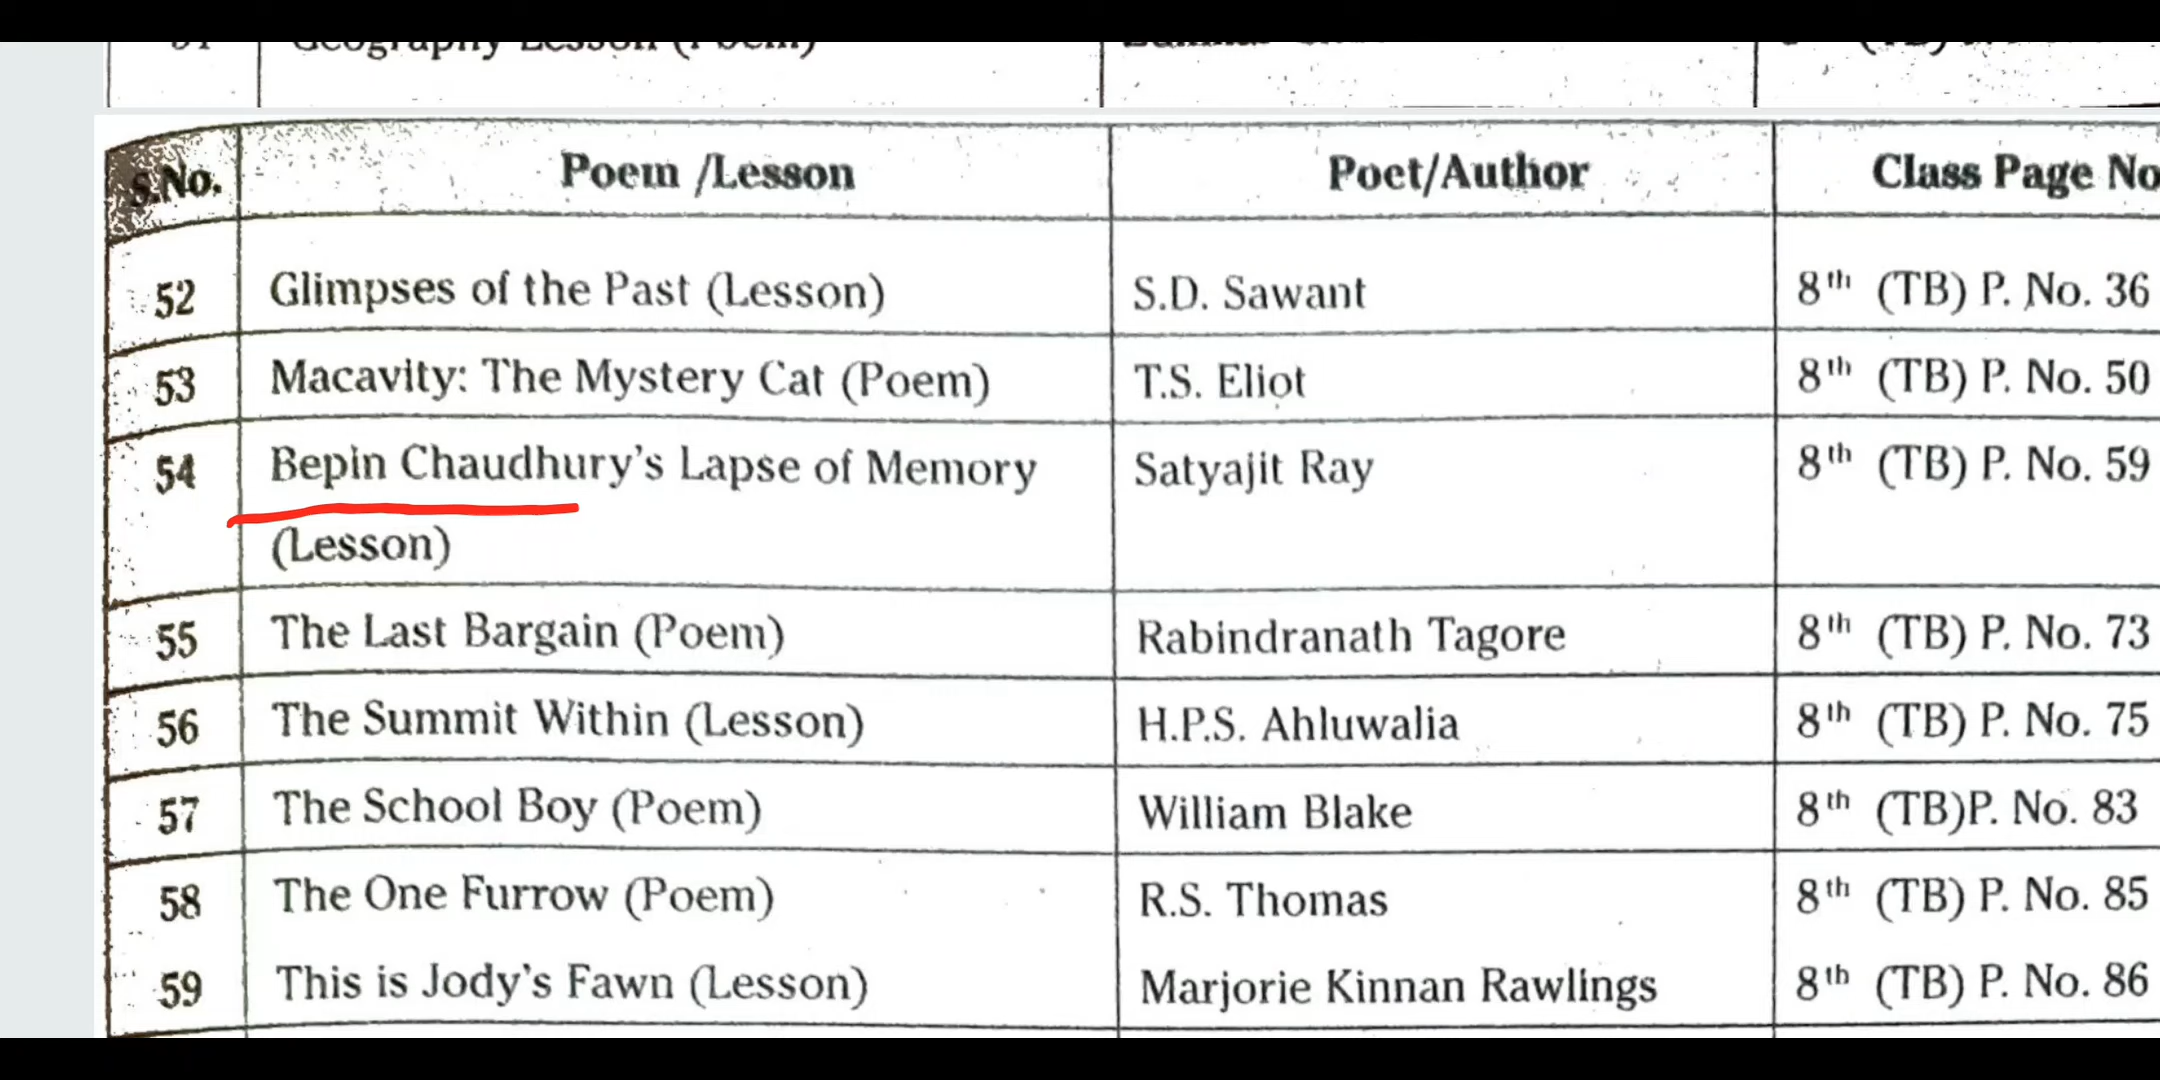 Geography Lesson (Poem)
S.No. Poem /Lesson Poet/Author Class Page No
52 Glimpses of the Past (Lesson) S.D. Sawant 8th (TB) P. No. 36
53 Macavity: The Mystery Cat (Poem) T.S. Eliot 8th (TB) P. No. 50
54 Bepin Chaudhury's Lapse of Memory Satyajit Ray 8th (TB) P. No. 59
(Lesson)
55 The Last Bargain (Poem) Rabindranath Tagore 8th (TB) P. No. 73
56 The Summit Within (Lesson) H.P.S. Ahluwalia 8th (TB) P. No. 75
57 The School Boy (Poem) William Blake 8th (TB)P. No. 83
58 The One Furrow (Poem) R.S. Thomas 8th (TB) P. No. 85
59 This is Jody's Fawn (Lesson) Marjorie Kinnan Rawlings 8th (TB) P. No. 86